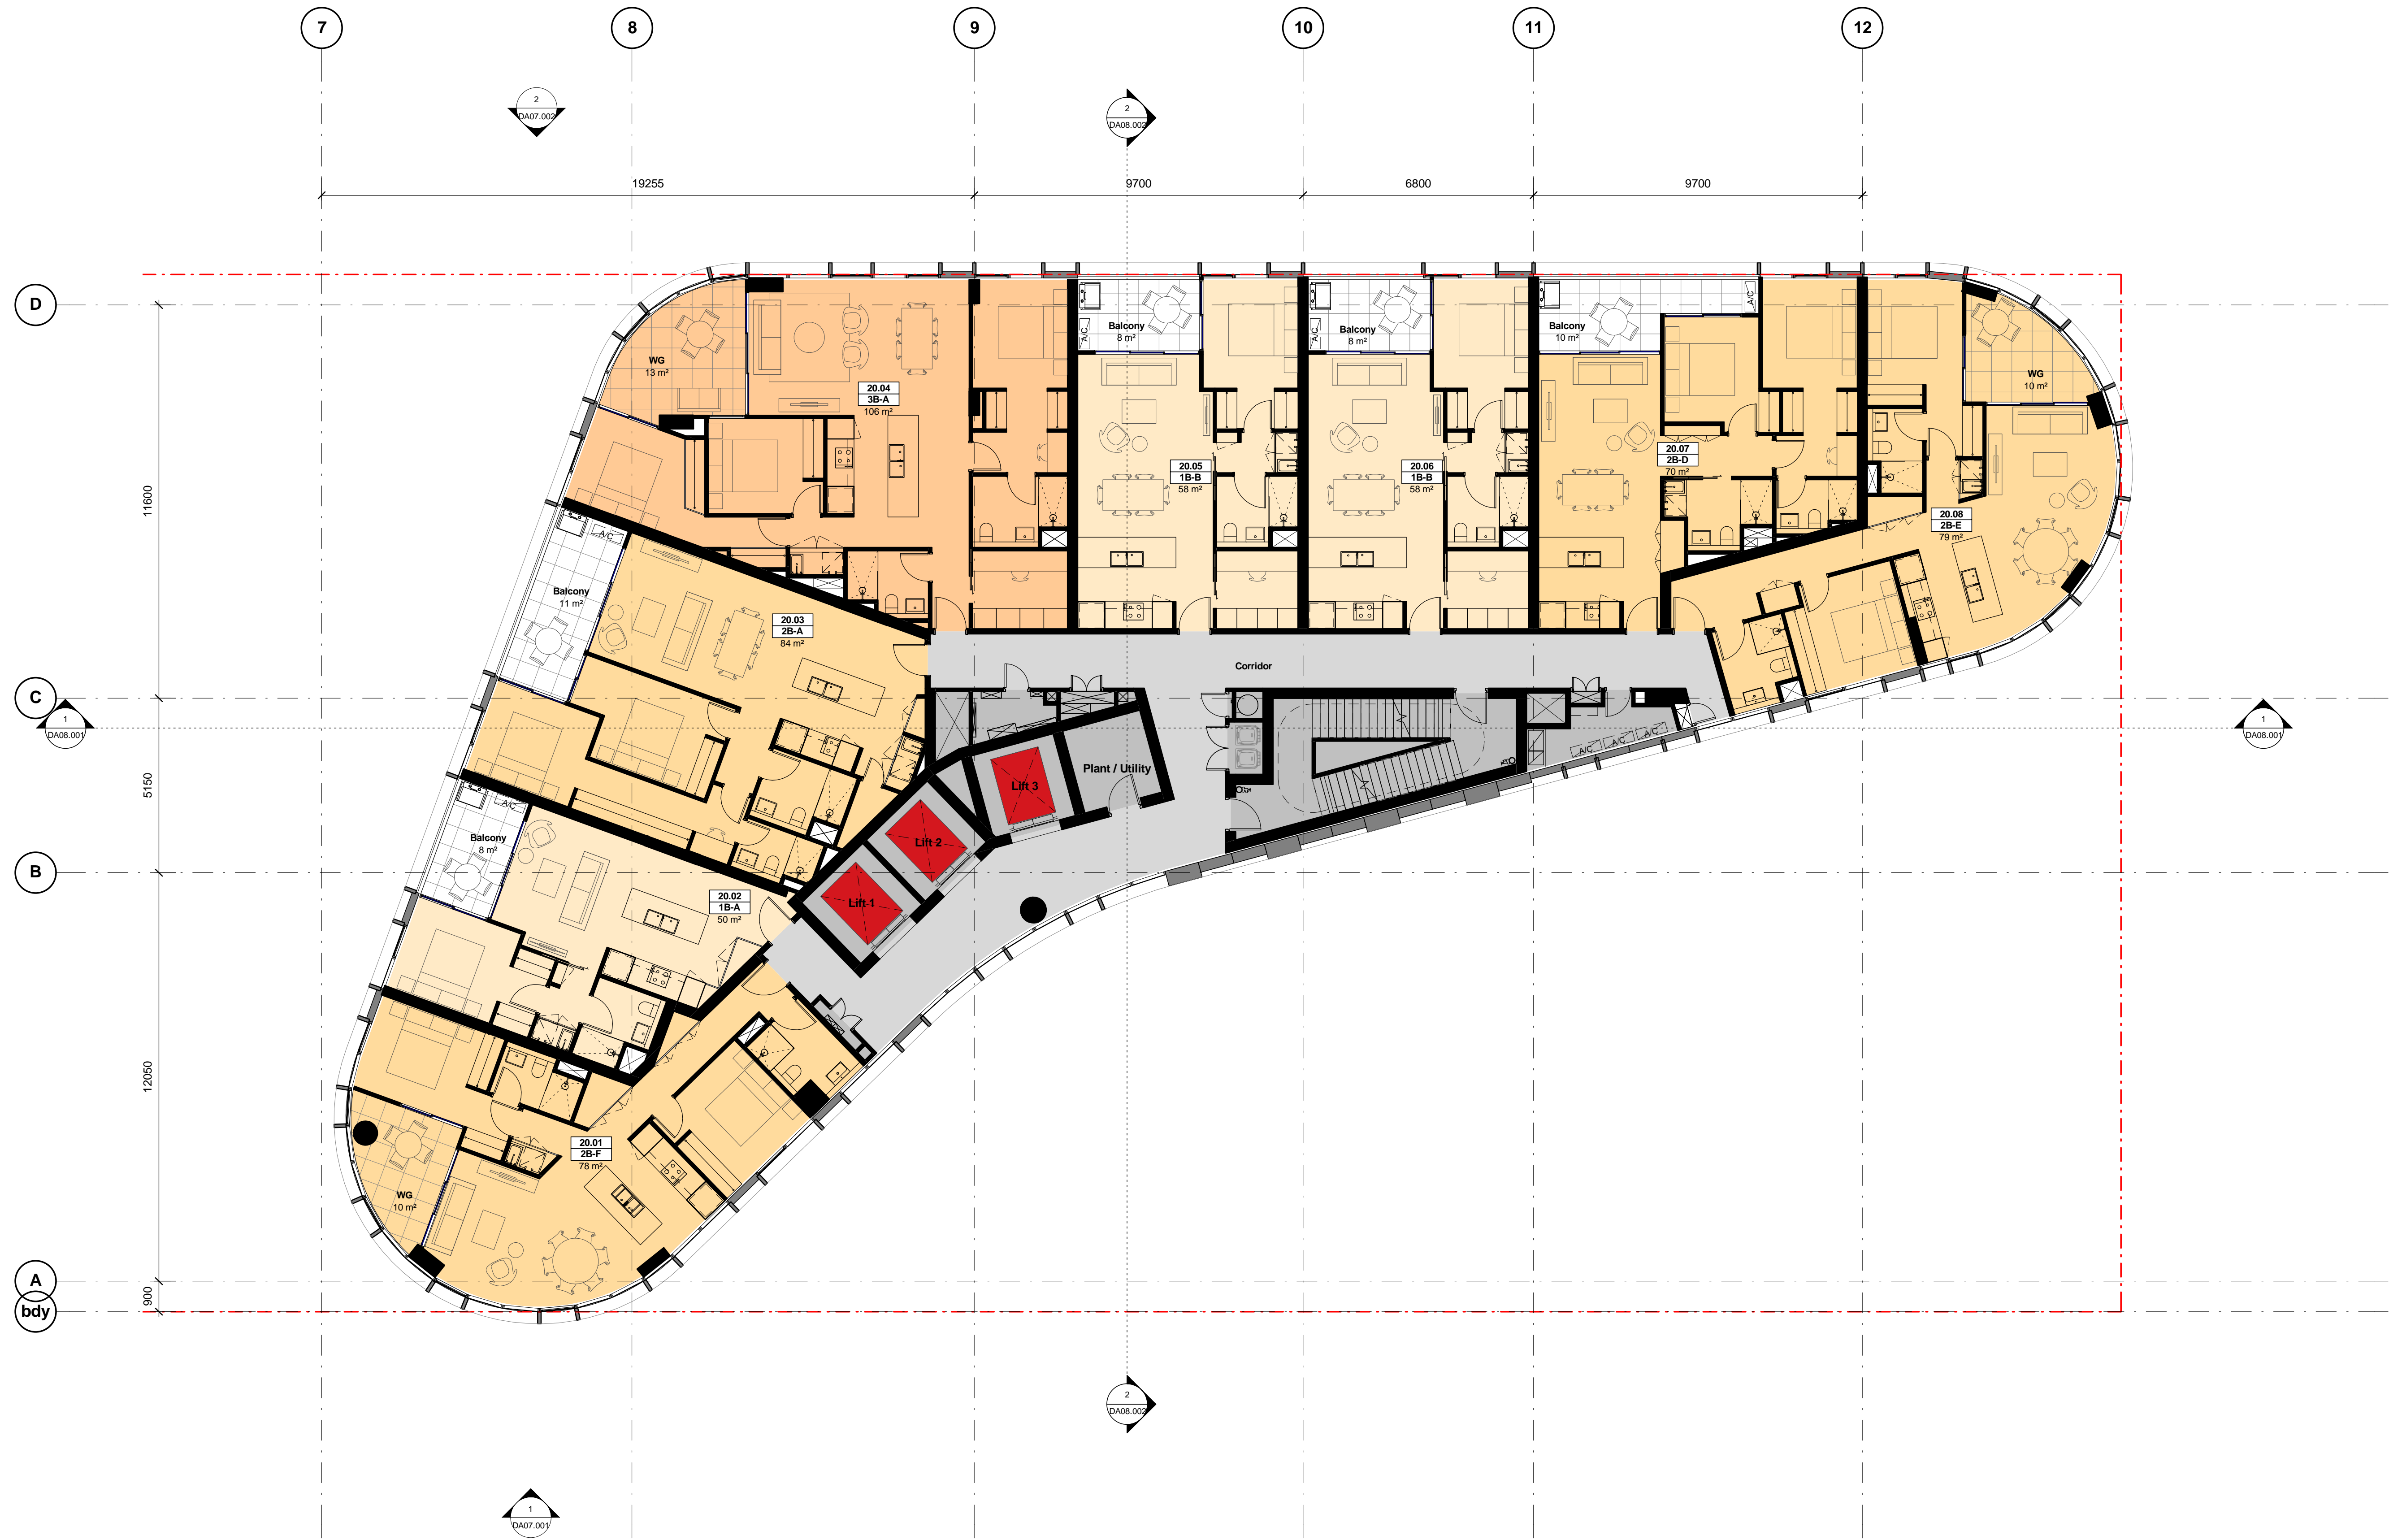 7
8
9
10
11
12
2
DA07.002
2
DA08.002
19255
9700
6800
9700
D
C
B
A
bdy
11600
5150
12050
900
1
DA08.001
1
DA08.001
WG
13 m²
20.04
3B-A
106 m²
Balcony
8 m²
A/C
20.05
1B-B
58 m²
Balcony
8 m²
A/C
20.06
1B-B
58 m²
Balcony
10 m²
A/C
20.07
2B-D
70 m²
WG
10 m²
20.08
2B-E
79 m²
A/C
Balcony
11 m²
20.03
2B-A
84 m²
Corridor
A/C
A/C
A/C
Plant / Utility
Lift 3
Lift 2
Lift 1
A/C
Balcony
8 m²
20.02
1B-A
50 m²
20.01
2B-F
78 m²
WG
10 m²
2
DA08.002
1
DA07.001